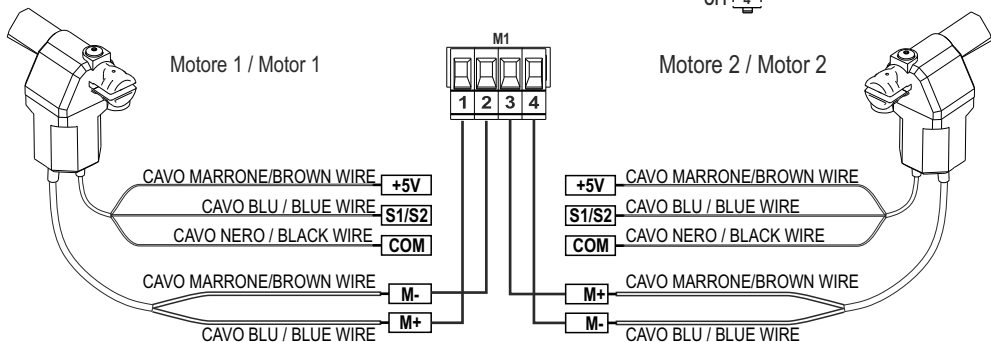 OFF 4
M1
Motore 1 / Motor 1
Motore 2 / Motor 2
1 2 3 4
CAVO MARRONE/BROWN WIRE +5V
CAVO BLU / BLUE WIRE S1/S2
CAVO NERO / BLACK WIRE COM
CAVO MARRONE/BROWN WIRE M-
CAVO BLU / BLUE WIRE M+
+5V CAVO MARRONE/BROWN WIRE
S1/S2 CAVO BLU / BLUE WIRE
COM CAVO NERO / BLACK WIRE
M+ CAVO MARRONE/BROWN WIRE
M- CAVO BLU / BLUE WIRE